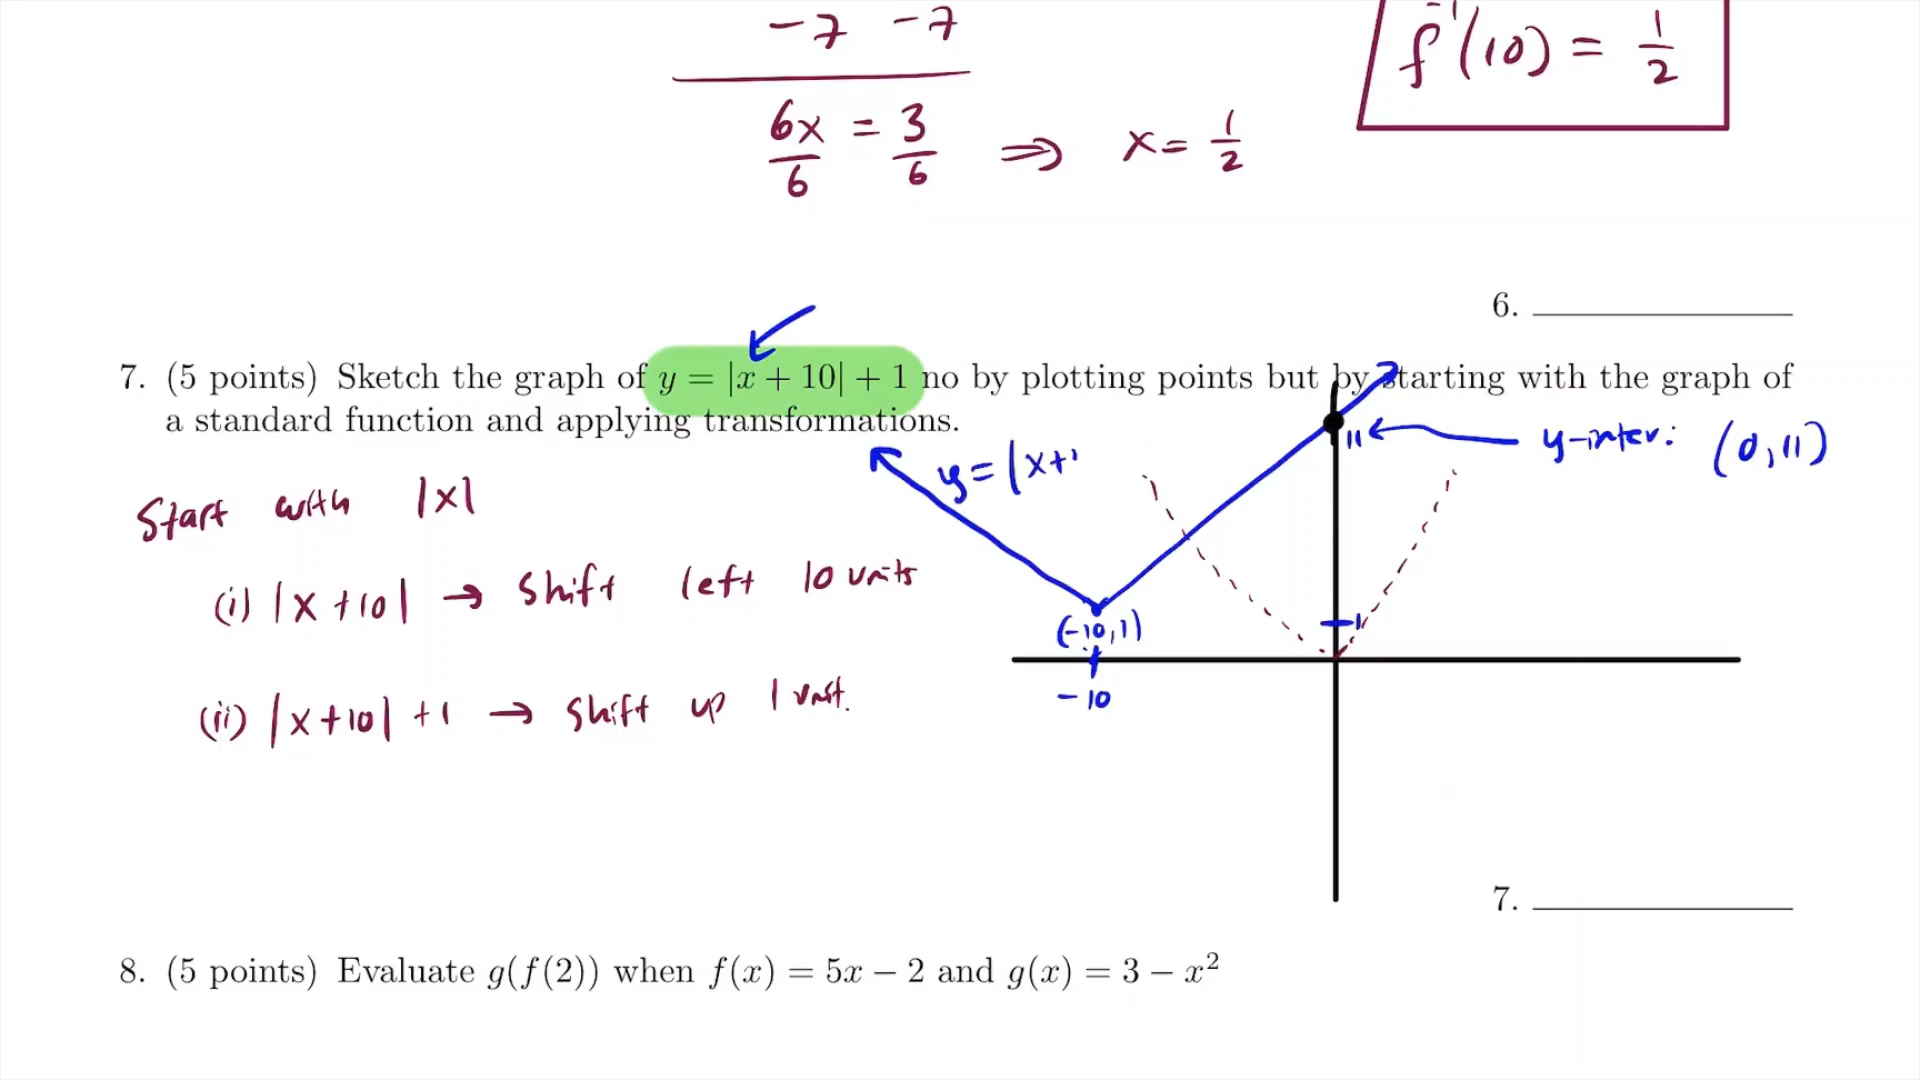 -7 -7
f⁻¹(10) = 1/2
6x/6 = 3/6 ⇒ x = 1/2
6.
7. (5 points) Sketch the graph of y = |x + 10| + 1 no by plotting points but by starting with the graph of
a standard function and applying transformations.
11 ← y-inter: (0,11)
y = |x+1
Start with |x|
(i) |x+10| → shift left 10 units
(-10,1)
1
-10
(ii) |x+10| +1 → shift up 1 unit.
7.
8. (5 points) Evaluate g(f(2)) when f(x) = 5x − 2 and g(x) = 3 − x²